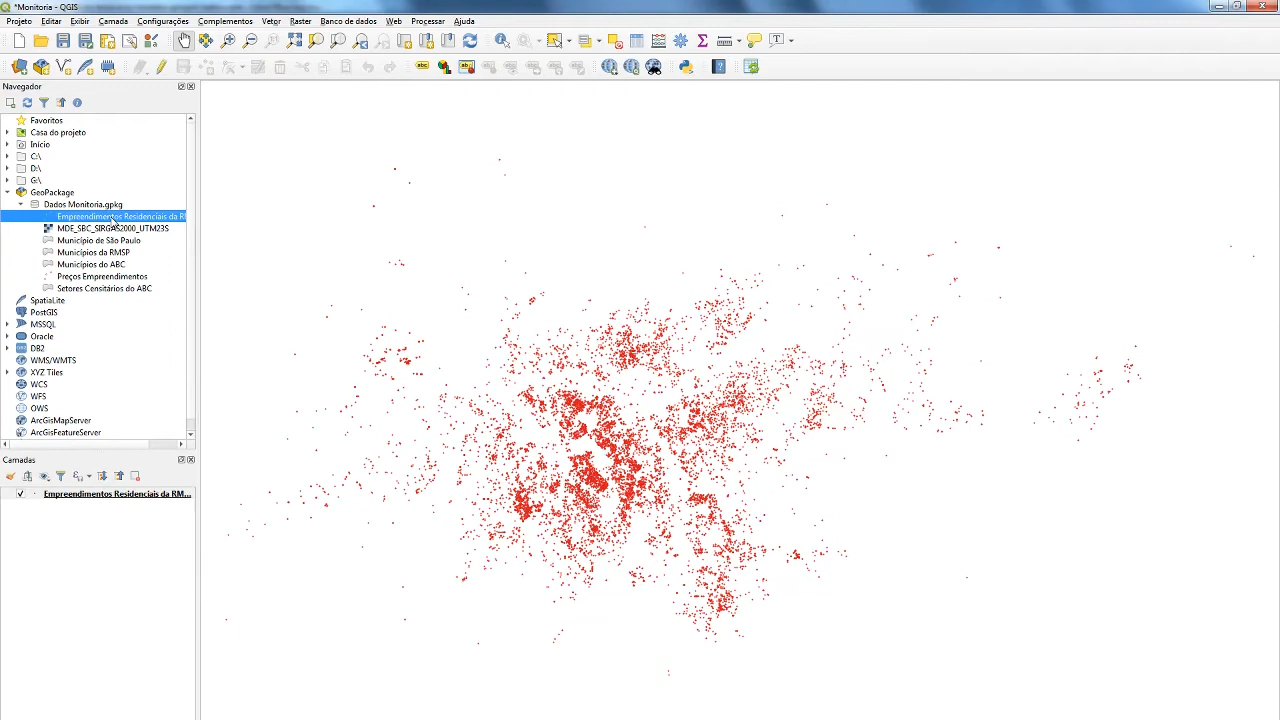 *Monitoria - QGIS
Projeto Editar Exibir Camada Configurações Complementos Vetor Raster Banco de dados Web Processar Ajuda
Navegador
Favoritos
Casa do projeto
Início
C:\
D:\
G:\
GeoPackage
Dados Monitoria.gpkg
Empreendimentos Residenciais da RM
MDE_SBC_SIRGAS2000_UTM23S
Município de São Paulo
Municípios da RMSP
Municípios do ABC
Preços Empreendimentos
Setores Censitários do ABC
SpatiaLite
PostGIS
MSSQL
Oracle
DB2
WMS/WMTS
XYZ Tiles
WCS
WFS
OWS
ArcGisMapServer
ArcGisFeatureServer
Camadas
Empreendimentos Residenciais da RM...